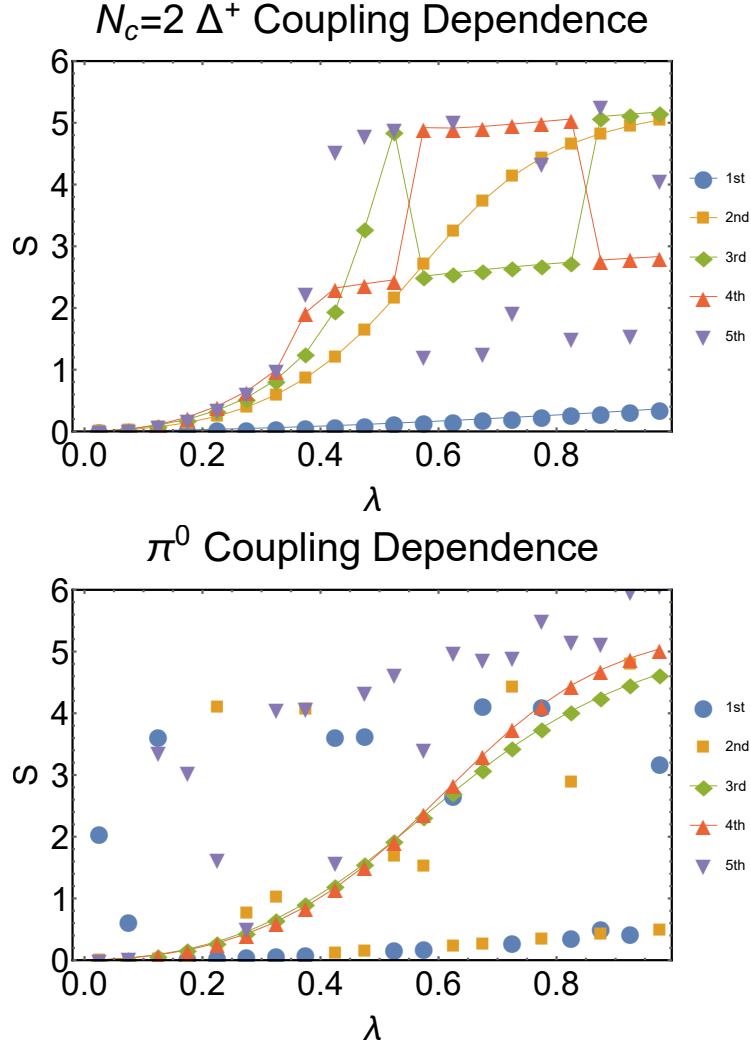 N_c=2 Δ^+ Coupling Dependence
6
5
4
3
2
1
0
S
0.0 0.2 0.4 0.6 0.8
λ
1st
2nd
3rd
4th
5th
π^0 Coupling Dependence
6
5
4
3
2
1
0
S
0.0 0.2 0.4 0.6 0.8
λ
1st
2nd
3rd
4th
5th